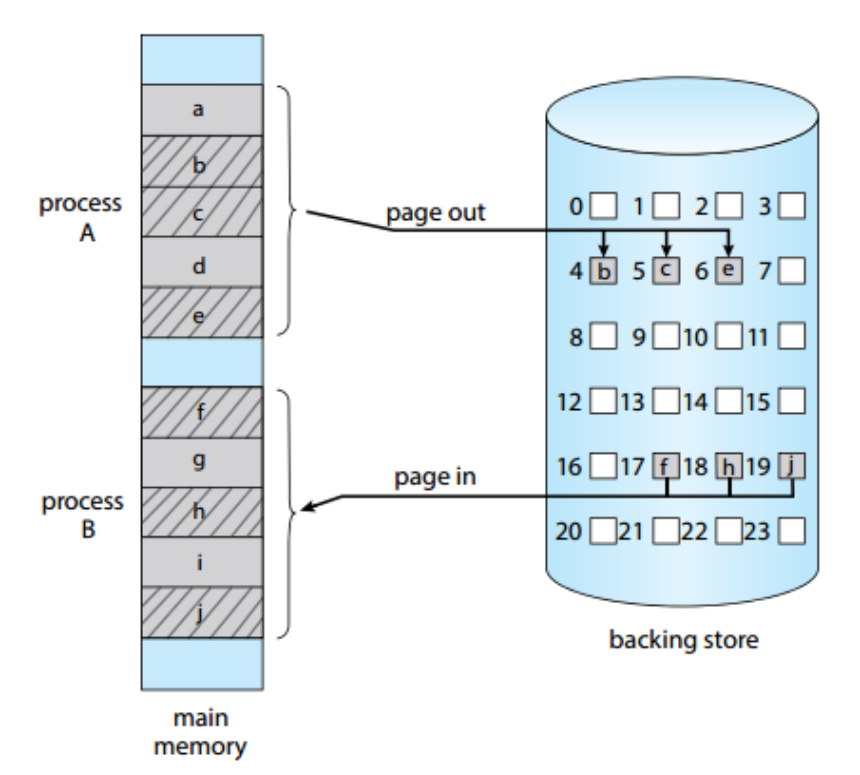 a
b
c
d
e
process
A
page out
0 1 2 3
4 b 5 c 6 e 7
8 9 10 11
12 13 14 15
16 17 f 18 h 19 j
20 21 22 23
f
g
h
i
j
process
B
page in
backing store
main
memory